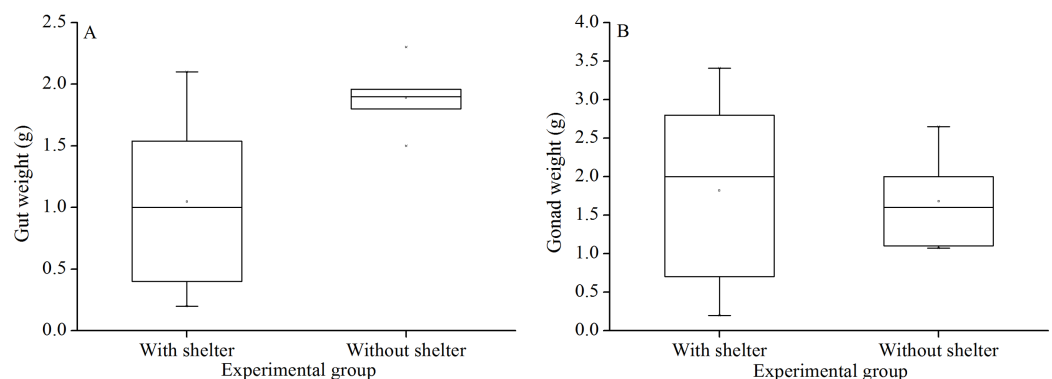 A
Gut weight (g)
2.5
2.0
1.5
1.0
0.5
0.0
With shelter
Without shelter
Experimental group
B
Gonad weight (g)
4.0
3.5
3.0
2.5
2.0
1.5
1.0
0.5
0.0
With shelter
Without shelter
Experimental group